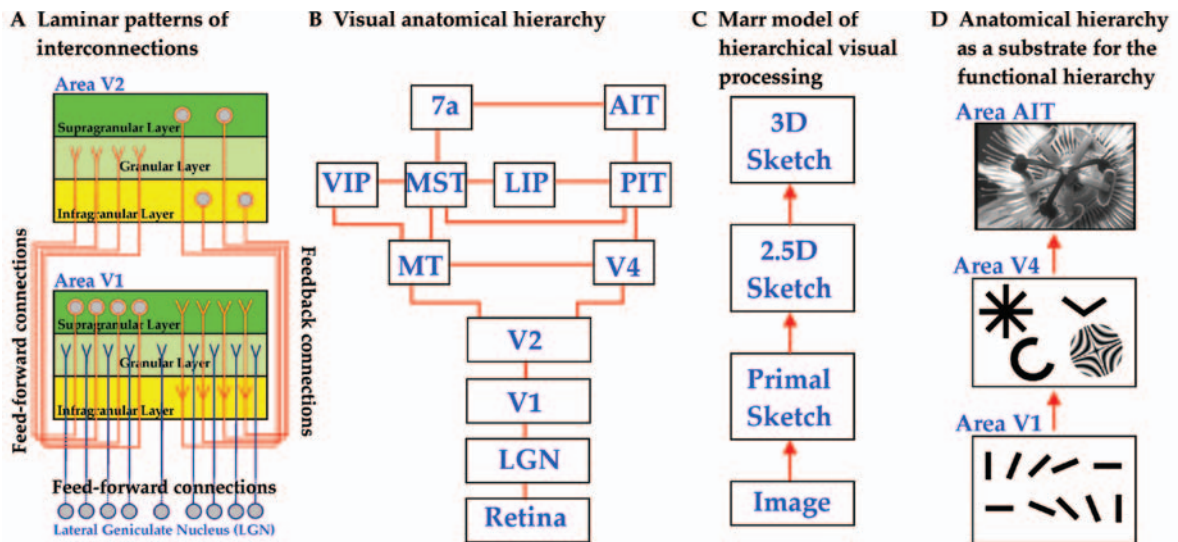 A Laminar patterns of
interconnections
Area V2
Supragranular Layer
Granular Layer
Infragranular Layer
Feed-forward connections
Feedback connections
Area V1
Supragranular Layer
Granular Layer
Infragranular Layer
Feed-forward connections
Lateral Geniculate Nucleus (LGN)
B Visual anatomical hierarchy
7a
AIT
VIP
MST
LIP
PIT
MT
V4
V2
V1
LGN
Retina
C Marr model of
hierarchical visual
processing
3D
Sketch
2.5D
Sketch
Primal
Sketch
Image
D Anatomical hierarchy
as a substrate for the
functional hierarchy
Area AIT
Area V4
Area V1